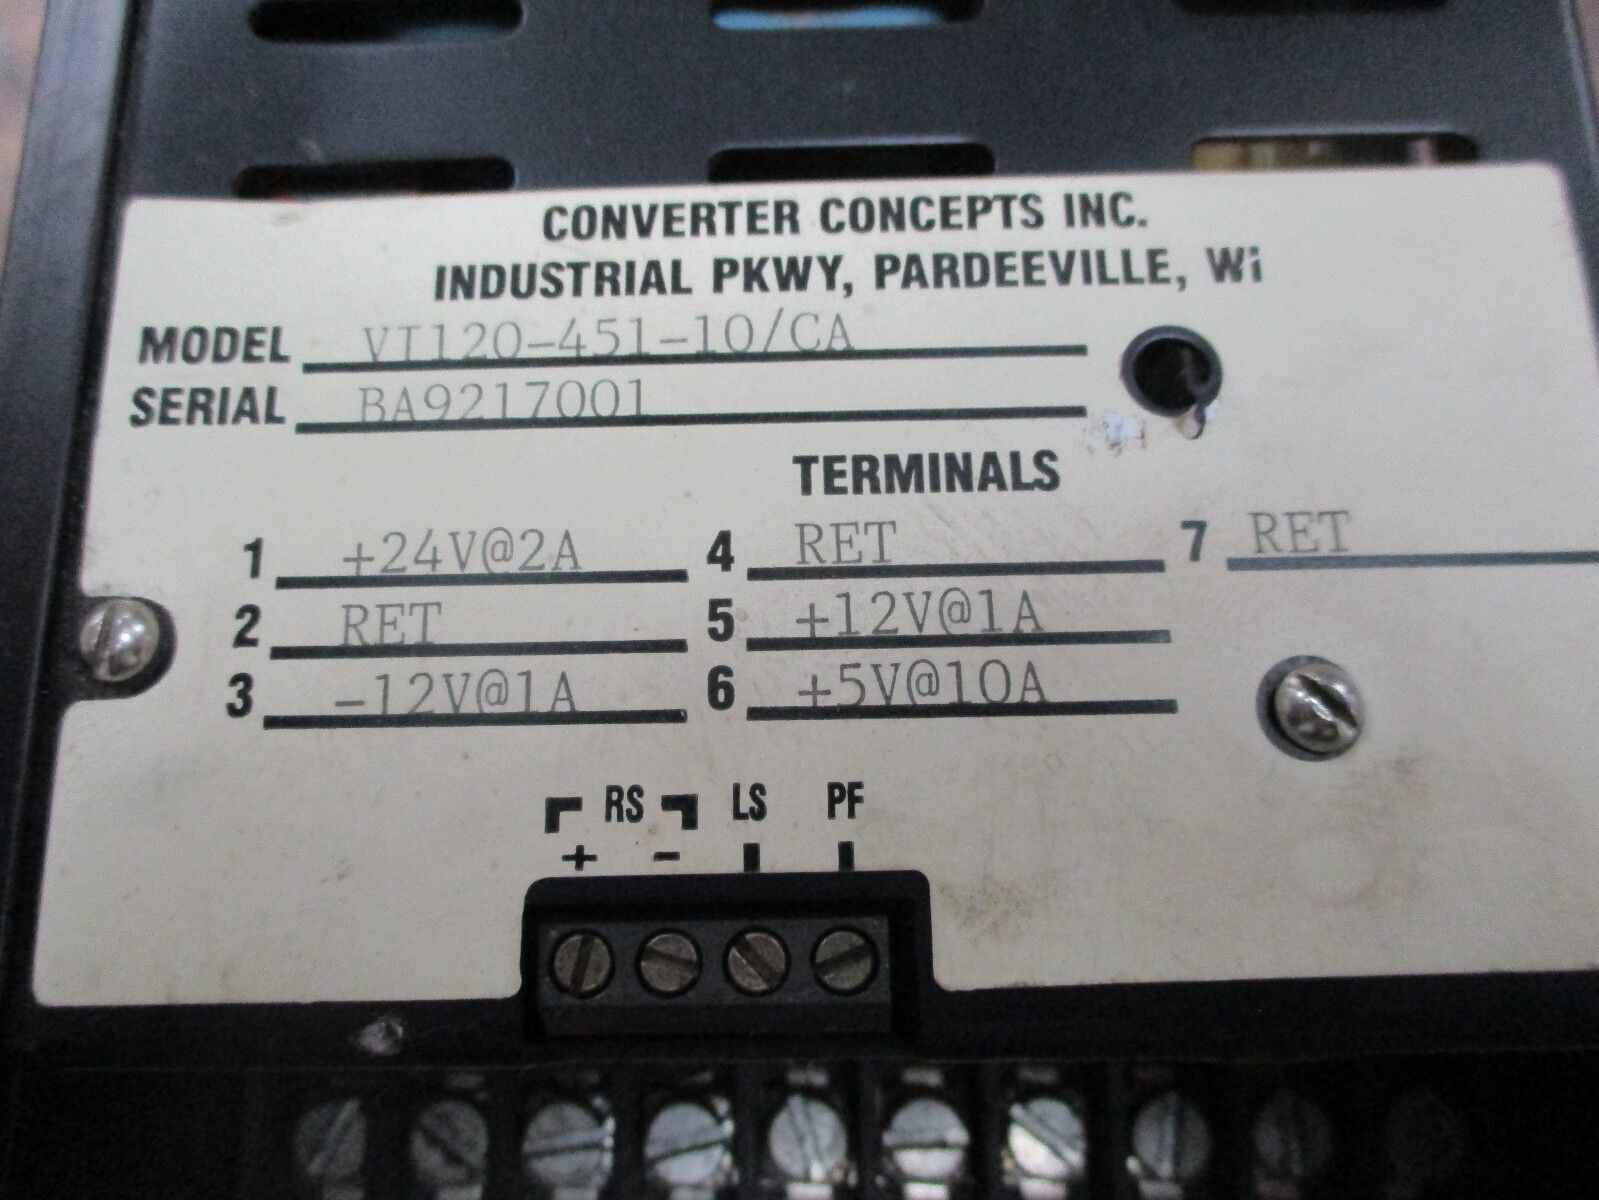 CONVERTER CONCEPTS INC.
INDUSTRIAL PKWY, PARDEEVILLE, Wi
MODEL VT120-451-10/CA
SERIAL BA9217001
TERMINALS
1 +24V@2A 4 RET 7 RET
2 RET 5 +12V@1A
3 -12V@1A 6 +5V@10A
RS LS PF
+ -